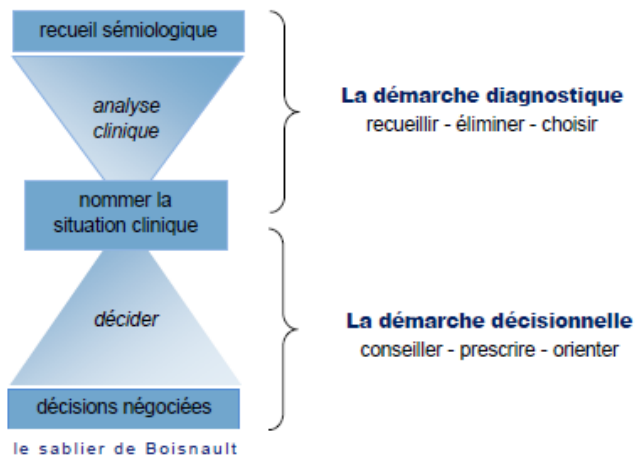 recueil sémiologique
analyse
clinique
La démarche diagnostique
recueillir - éliminer - choisir
nommer la
situation clinique
décider
La démarche décisionnelle
conseiller - prescrire - orienter
décisions négociées
le sablier de Boisnault